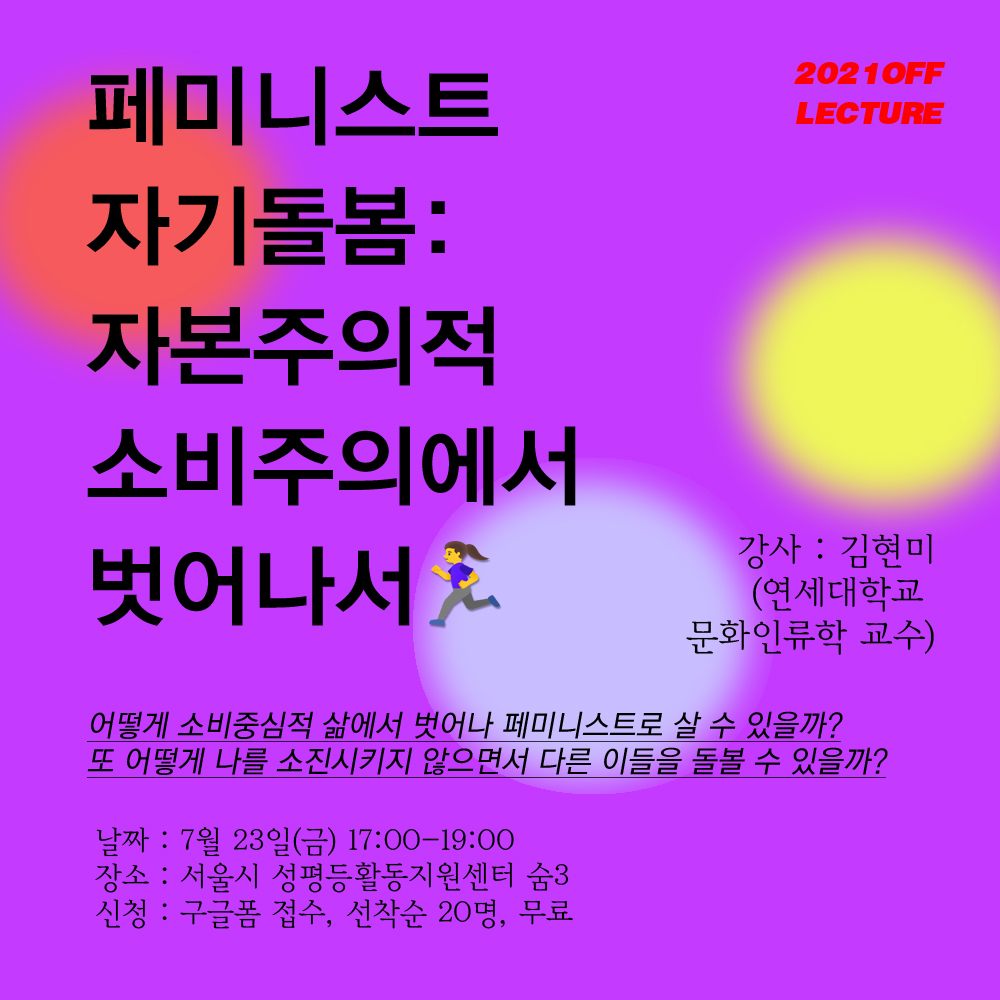 페미니스트
2021OFF
LECTURE
자기돌봄:
자본주의적
소비주의에서
벗어나서
강사 : 김현미
(연세대학교
문화인류학 교수)
어떻게 소비중심적 삶에서 벗어나 페미니스트로 살 수 있을까?
또 어떻게 나를 소진시키지 않으면서 다른 이들을 돌볼 수 있을까?
날짜 : 7월 23일(금) 17:00-19:00
장소 : 서울시 성평등활동지원센터 숨3
신청 : 구글폼 접수, 선착순 20명, 무료